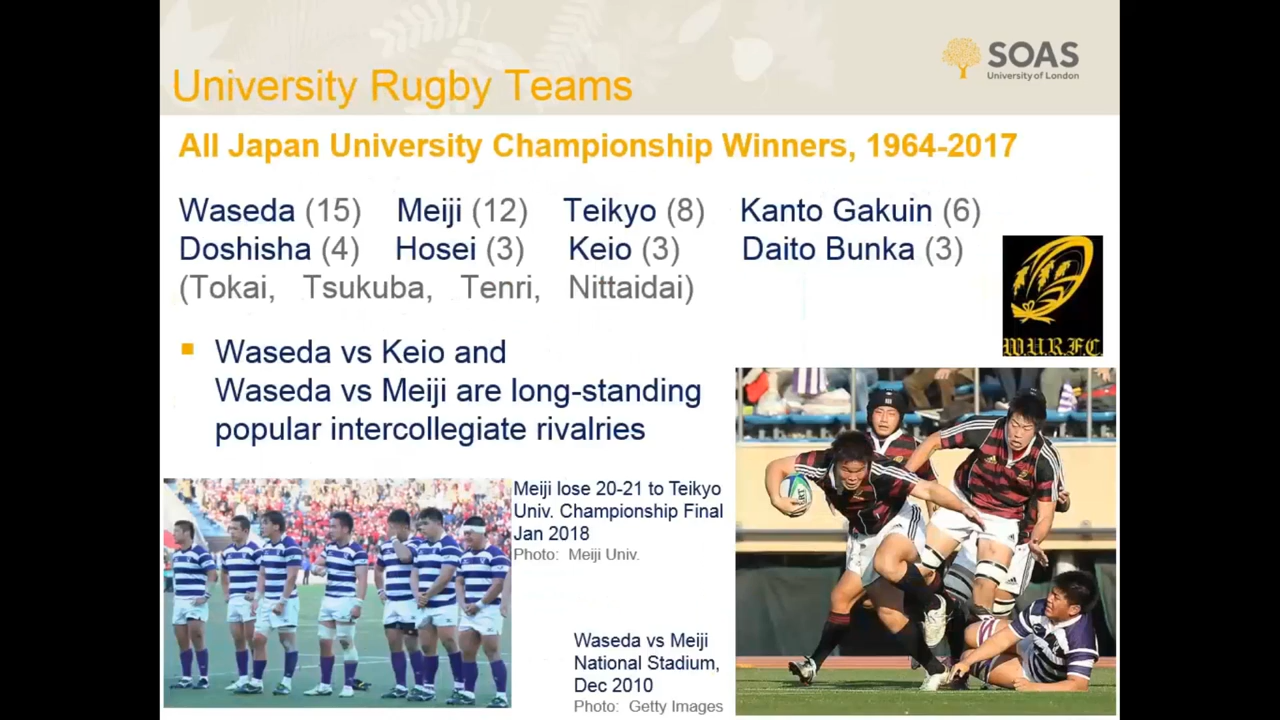 SOAS
University of London
University Rugby Teams
All Japan University Championship Winners, 1964-2017
Waseda (15) Meiji (12) Teikyo (8) Kanto Gakuin (6)
Doshisha (4) Hosei (3) Keio (3) Daito Bunka (3)
(Tokai, Tsukuba, Tenri, Nittaidai)
W.U.R.F.C.
Waseda vs Keio and
Waseda vs Meiji are long-standing
popular intercollegiate rivalries
Meiji lose 20-21 to Teikyo
Univ. Championship Final
Jan 2018
Photo: Meiji Univ.
Waseda vs Meiji
National Stadium,
Dec 2010
Photo: Getty Images